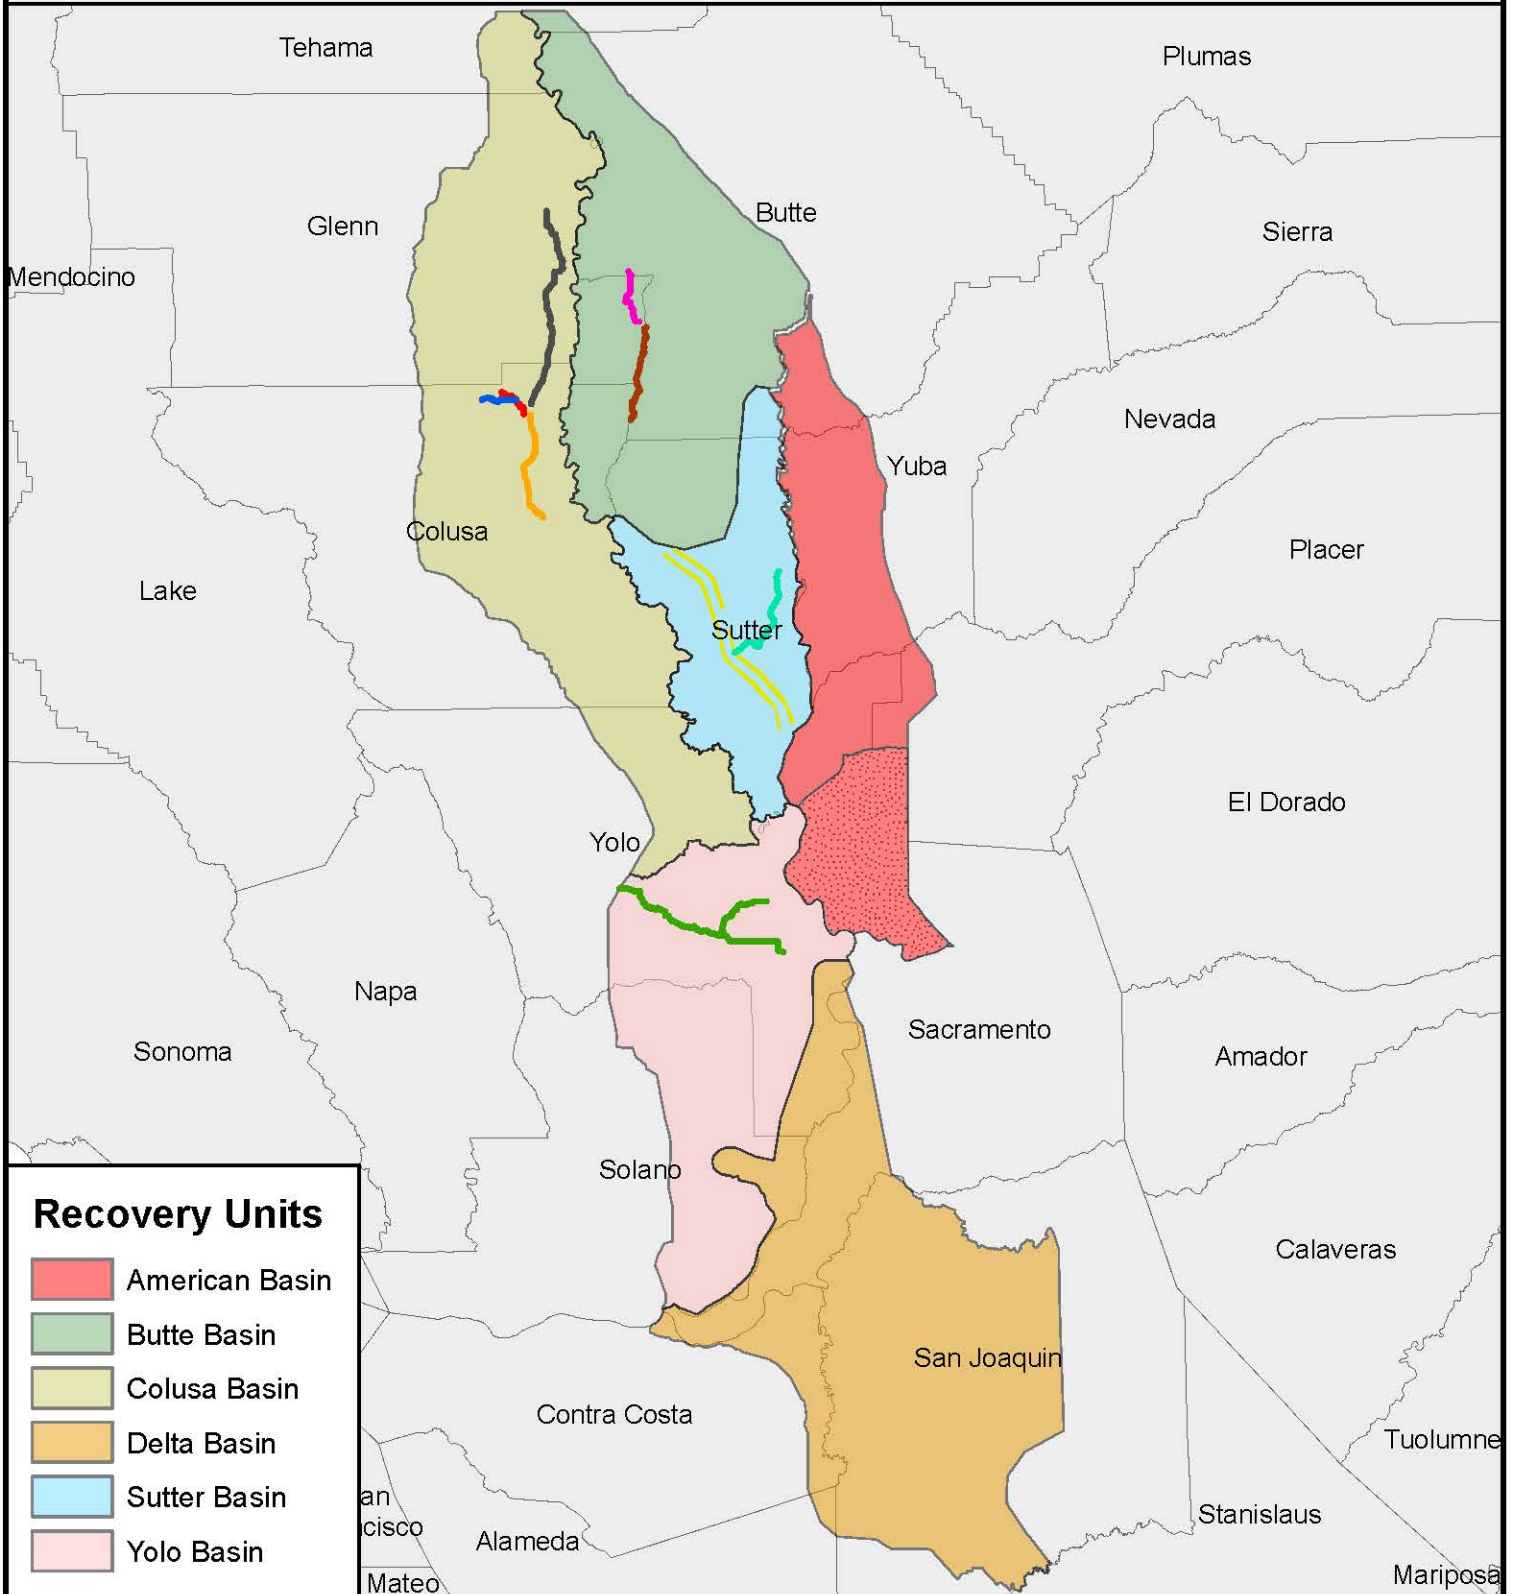 Tehama
Plumas
Glenn
Butte
Sierra
Mendocino
Nevada
Yuba
Colusa
Placer
Lake
Sutter
El Dorado
Yolo
Napa
Sacramento
Sonoma
Amador
Solano
Calaveras
San Joaquin
Contra Costa
Tuolumne
an
cisco
Alameda
Stanislaus
Mateo
Mariposa
Recovery Units
American Basin
Butte Basin
Colusa Basin
Delta Basin
Sutter Basin
Yolo Basin